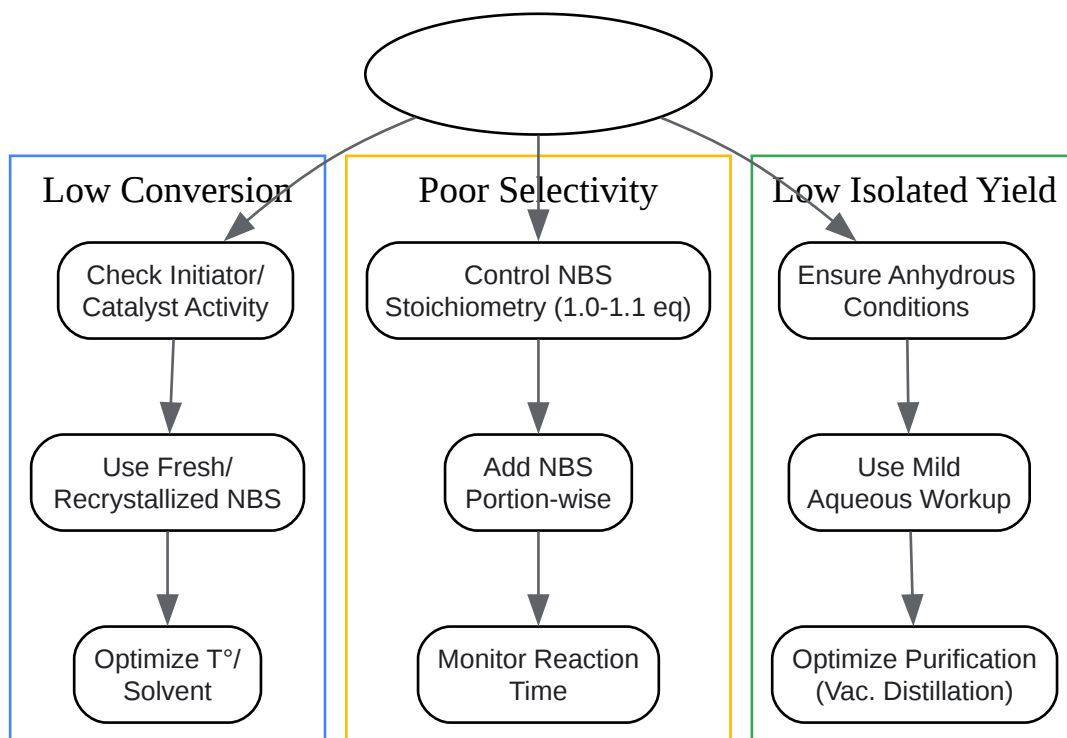 Low Conversion
Check Initiator/
Catalyst Activity
Use Fresh/
Recrystallized NBS
Optimize T°/
Solvent
Poor Selectivity
Control NBS
Stoichiometry (1.0-1.1 eq)
Add NBS
Portion-wise
Monitor Reaction
Time
Low Isolated Yield
Ensure Anhydrous
Conditions
Use Mild
Aqueous Workup
Optimize Purification
(Vac. Distillation)